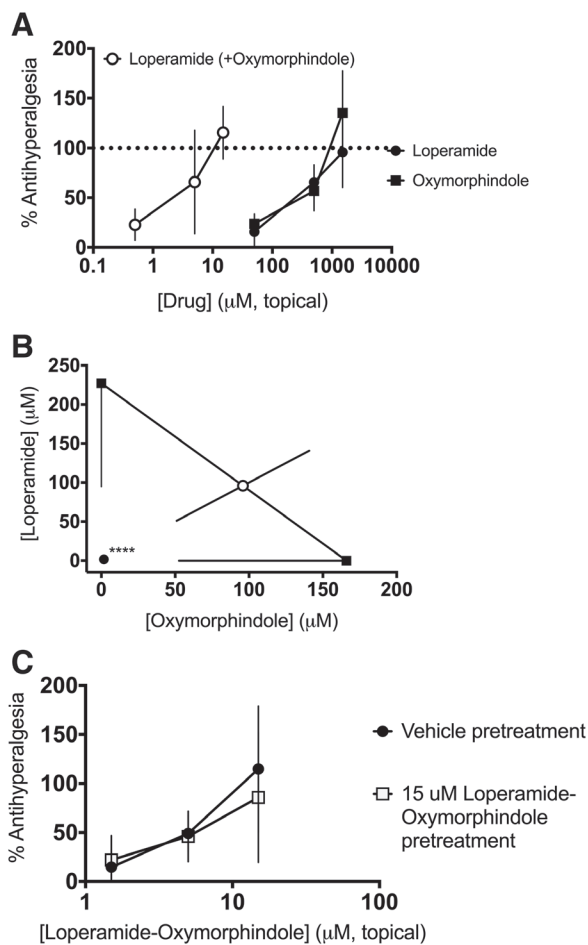 A
% Antihyperalgesia
200
150
100
50
0
Loperamide (+Oxymorphindole)
Loperamide
Oxymorphindole
0.1 1 10 100 1000 10000
[Drug] (μM, topical)
B
[Loperamide] (μM)
250
200
150
100
50
0
****
0 50 100 150 200
[Oxymorphindole] (μM)
C
% Antihyperalgesia
200
150
100
50
0
Vehicle pretreatment
15 uM Loperamide-
Oxymorphindole
pretreatment
1 10 100
[Loperamide-Oxymorphindole] (μM, topical)